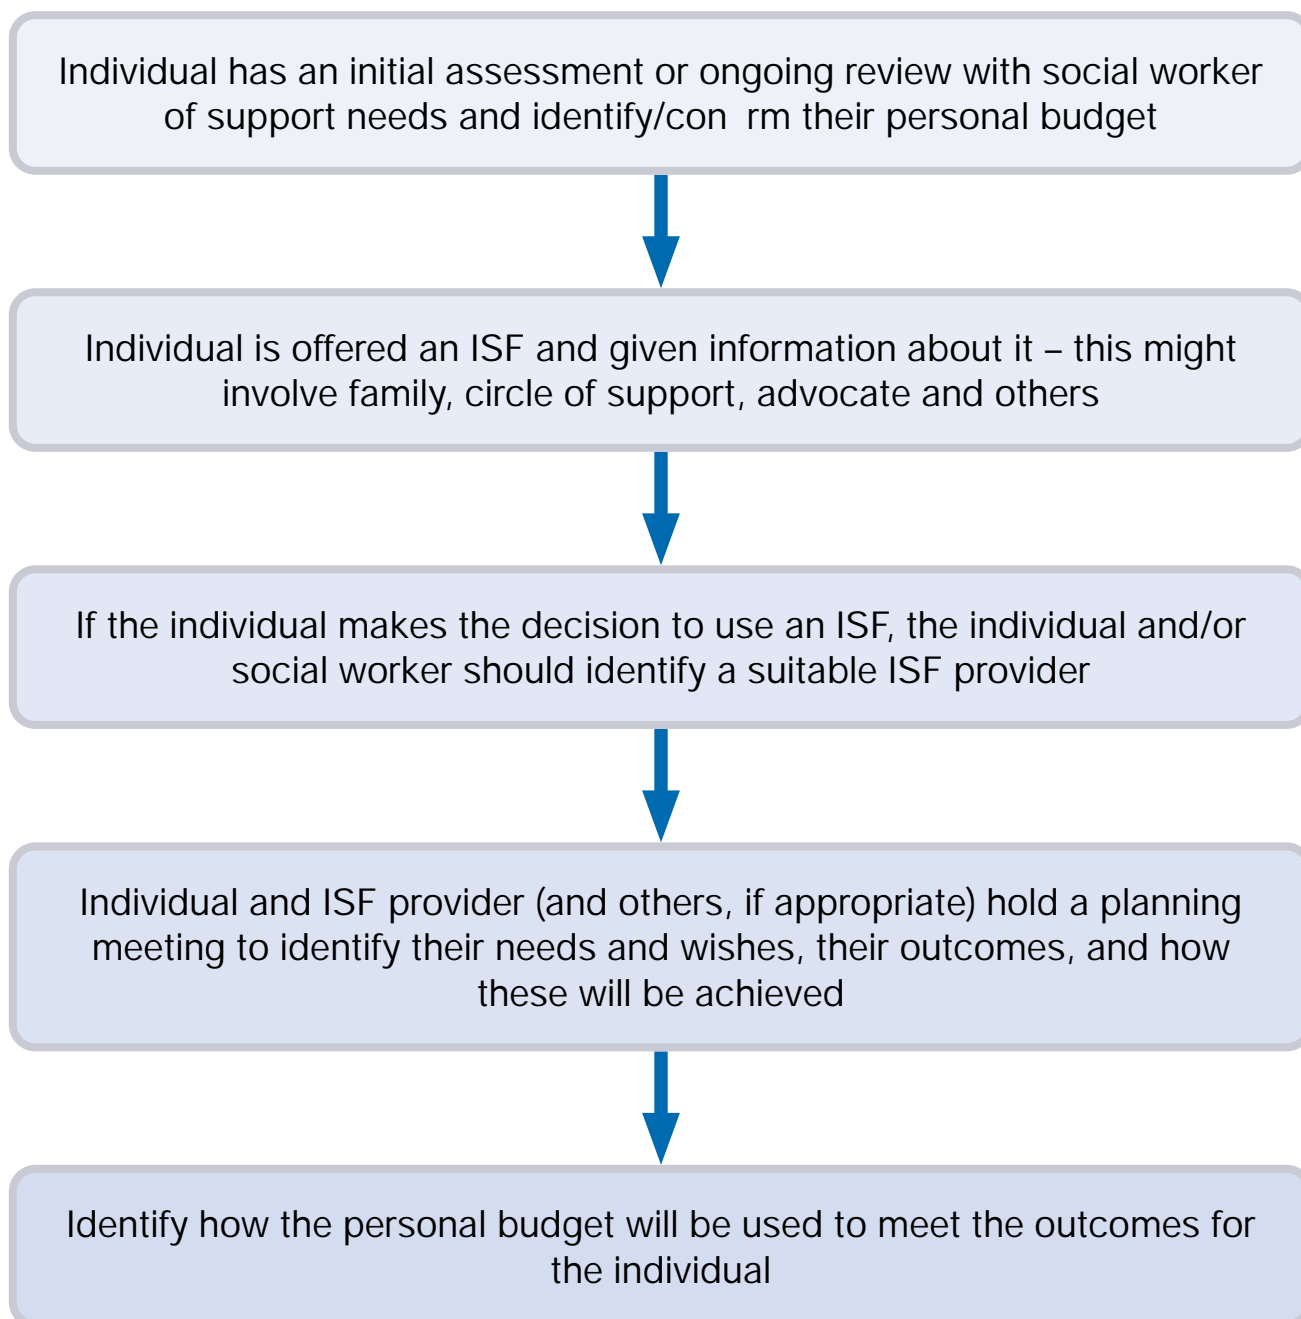 Individual has an initial assessment or ongoing review with social worker
of support needs and identify/con rm their personal budget
Individual is offered an ISF and given information about it – this might
involve family, circle of support, advocate and others
If the individual makes the decision to use an ISF, the individual and/or
social worker should identify a suitable ISF provider
Individual and ISF provider (and others, if appropriate) hold a planning
meeting to identify their needs and wishes, their outcomes, and how
these will be achieved
Identify how the personal budget will be used to meet the outcomes for
the individual